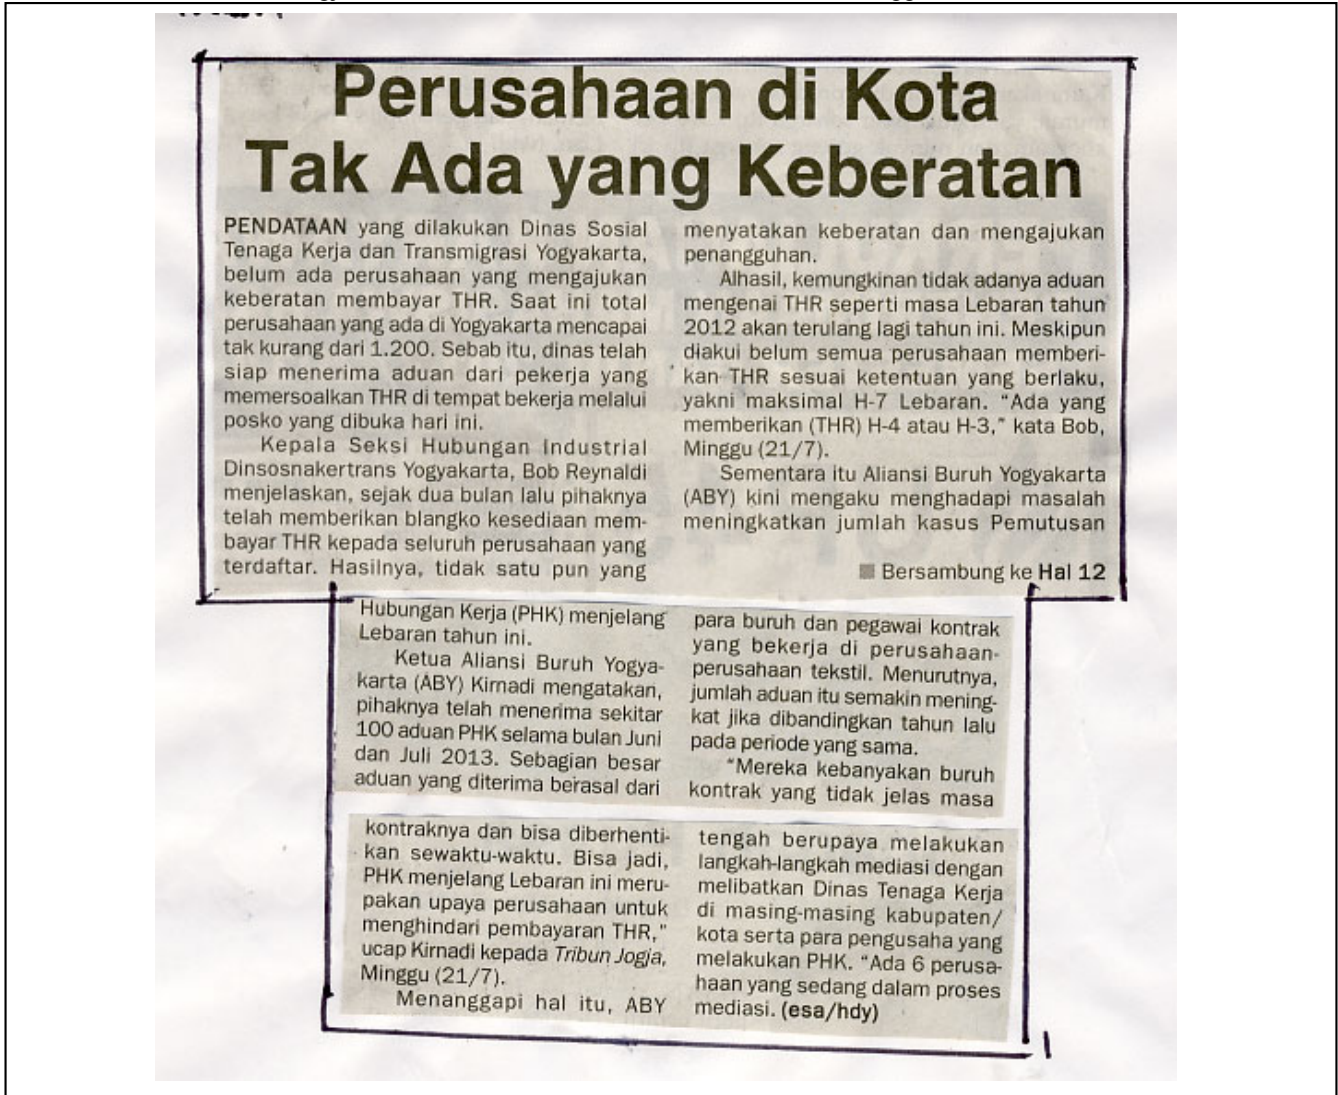 Perusahaan di Kota
Tak Ada yang Keberatan
PENDATAAN yang dilakukan Dinas Sosial
Tenaga Kerja dan Transmigrasi Yogyakarta,
belum ada perusahaan yang mengajukan
keberatan membayar THR. Saat ini total
perusahaan yang ada di Yogyakarta mencapai
tak kurang dari 1.200. Sebab itu, dinas telah
siap menerima aduan dari pekerja yang
memersoalkan THR di tempat bekerja melalui
posko yang dibuka hari ini.
Kepala Seksi Hubungan Industrial
Dinsosnakertrans Yogyakarta, Bob Reynaldi
menjelaskan, sejak dua bulan lalu pihaknya
telah memberikan blangko kesediaan mem-
bayar THR kepada seluruh perusahaan yang
terdaftar. Hasilnya, tidak satu pun yang
menyatakan keberatan dan mengajukan
penangguhan.
Alhasil, kemungkinan tidak adanya aduan
mengenai THR seperti masa Lebaran tahun
2012 akan terulang lagi tahun ini. Meskipun
diakui belum semua perusahaan memberi-
kan THR sesuai ketentuan yang berlaku,
yakni maksimal H-7 Lebaran. “Ada yang
memberikan (THR) H-4 atau H-3,” kata Bob,
Minggu (21/7).
Sementara itu Aliansi Buruh Yogyakarta
(ABY) kini mengaku menghadapi masalah
meningkatkan jumlah kasus Pemutusan
■ Bersambung ke Hal 12
Hubungan Kerja (PHK) menjelang
Lebaran tahun ini.
Ketua Aliansi Buruh Yogya-
karta (ABY) Kirnadi mengatakan,
pihaknya telah menerima sekitar
100 aduan PHK selama bulan Juni
dan Juli 2013. Sebagian besar
aduan yang diterima berasal dari
para buruh dan pegawai kontrak
yang bekerja di perusahaan-
perusahaan tekstil. Menurutnya,
jumlah aduan itu semakin mening-
kat jika dibandingkan tahun lalu
pada periode yang sama.
“Mereka kebanyakan buruh
kontrak yang tidak jelas masa
kontraknya dan bisa diberhenti-
kan sewaktu-waktu. Bisa jadi,
PHK menjelang Lebaran ini meru-
pakan upaya perusahaan untuk
menghindari pembayaran THR,”
ucap Kirnadi kepada Tribun Jogja,
Minggu (21/7).
Menanggapi hal itu, ABY
tengah berupaya melakukan
langkah-langkah mediasi dengan
melibatkan Dinas Tenaga Kerja
di masing-masing kabupaten/
kota serta para pengusaha yang
melakukan PHK. “Ada 6 perusa-
haan yang sedang dalam proses
mediasi. (esa/hdy)